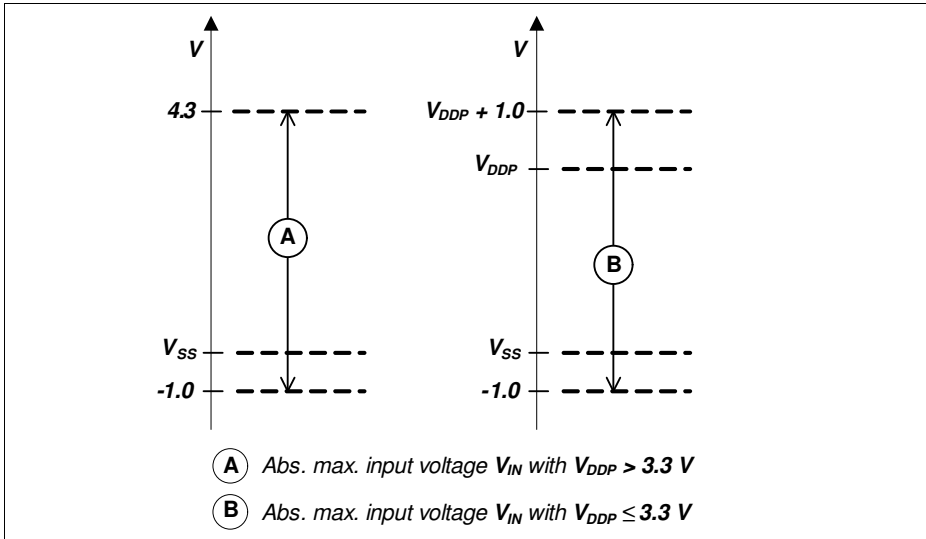 V
4.3
A
V_SS
-1.0
V
V_DDP + 1.0
V_DDP
B
V_SS
-1.0
A Abs. max. input voltage V_IN with V_DDP > 3.3 V
B Abs. max. input voltage V_IN with V_DDP ≤ 3.3 V